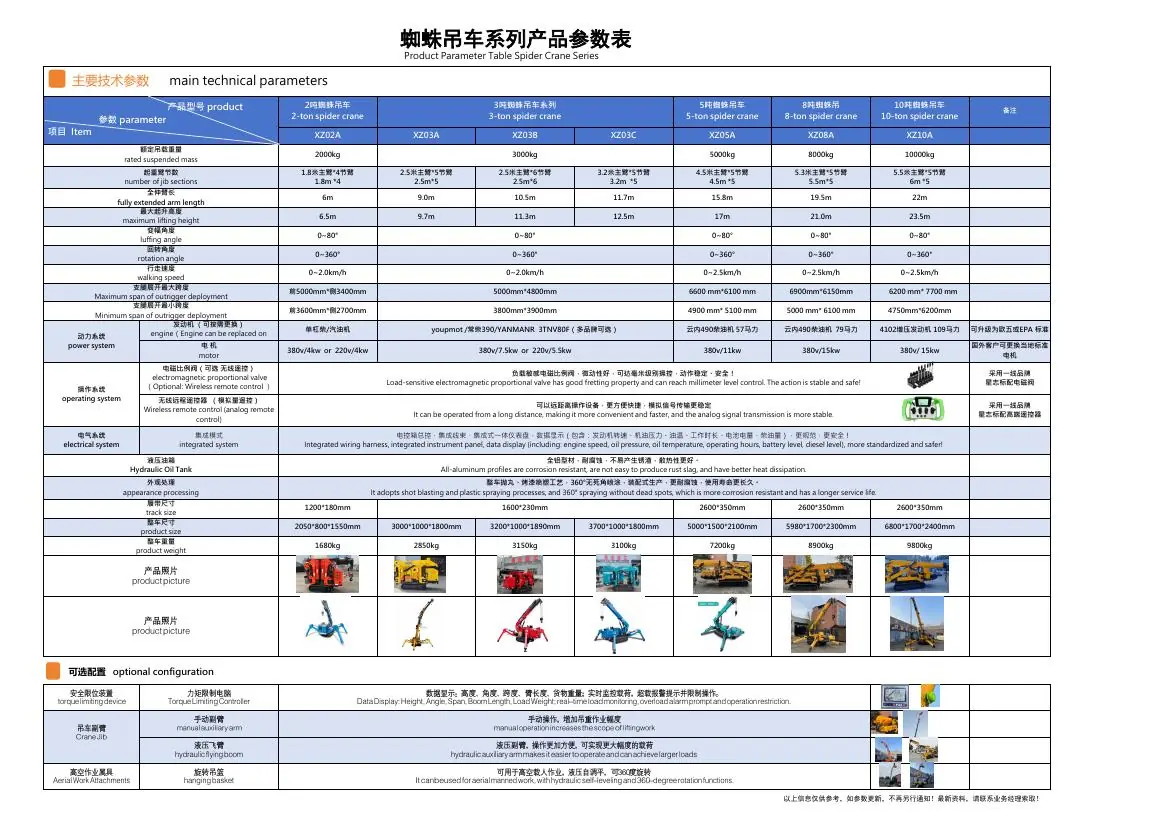 蜘蛛吊车系列产品参数表
Product Parameter Table Spider Crane Series
主要技术参数 main technical parameters
产品型号 product
参数 parameter
项目 Item
2吨蜘蛛吊车 3吨蜘蛛吊车系列 5吨蜘蛛吊车 8吨蜘蛛吊 10吨蜘蛛吊车 备注
2-ton spider crane 3-ton spider crane 5-ton spider crane 8-ton spider crane 10-ton spider crane
XZ02A XZ03A XZ03B XZ03C XZ05A XZ08A XZ10A
额定吊载重量
rated suspended mass
2000kg 3000kg 5000kg 8000kg 10000kg
起重臂节数
number of jib sections
1.8米主臂*4节臂 2.5米主臂*5节臂 2.5米主臂*6节臂 3.2米主臂*5节臂 4.5米主臂*5节臂 5.3米主臂*5节臂 5.5米主臂*5节臂
1.8m *4 2.5m*5 2.5m*6 3.2m *5 4.5m *5 5.5m*5 6m *5
全伸臂长
fully extended arm length
6m 9.0m 10.5m 11.7m 15.8m 19.5m 22m
最大起升高度
maximum lifting height
6.5m 9.7m 11.3m 12.5m 17m 21.0m 23.5m
变幅角度
luffing angle
0~80° 0~80° 0~80° 0~80° 0~80°
回转角度
rotation angle
0~360° 0~360° 0~360° 0~360° 0~360°
行走速度
walking speed
0~2.0km/h 0~2.0km/h 0~2.5km/h 0~2.5km/h 0~2.5km/h
支腿展开最大跨度
Maximum span of outrigger deployment
前5000mm*侧3400mm 5000mm*4800mm 6600 mm*6100 mm 6900mm*6150mm 6200 mm* 7700 mm
支腿展开最小跨度
Minimum span of outrigger deployment
前3600mm*侧2700mm 3800mm*3900mm 4900 mm* 5100 mm 5000 mm* 6100 mm 4750mm*6200mm
动力系统
power system
发动机（可按需更换）
engine ( Engine can be replaced on
单杠柴/汽油机 youpmot /常柴390/YANMANR 3TNV80F ( 多品牌可选 ) 云内490柴油机 57马力 云内490柴油机 79马力 4102增压发动机 109马力 可升级为欧五或EPA 标准
电 机
motor
380v/4kw or 220v/4kw 380v/7.5kw or 220v/5.5kw 380v/11kw 380v/15kw 380v/ 15kw 国外客户可更换当地标准
电机
操作系统
operating system
电磁比例阀（可选 无线遥控）
electromagnetic proportional valve
( Optional: Wireless remote control )
负载敏感电磁比例阀，微动性好，可达毫米级别操控，动作稳定，安全！
Load-sensitive electromagnetic proportional valve has good fretting property and can reach millimeter level control. The action is stable and safe!
采用一线品牌
星志标配电磁阀
无线远程遥控器 （ 模拟量遥控）
Wireless remote control (analog remote
control)
可以远距离操作设备，更方便快捷，模拟信号传输更稳定
It can be operated from a long distance, making it more convenient and faster, and the analog signal transmission is more stable.
采用一线品牌
星志标配高端遥控器
电气系统
electrical system
集成模式
integrated system
电控箱总控，集成线束，集成式一体仪表盘，数据显示（包含：发动机转速、机油压力、油温、工作时长、电池电量，柴油量），更规范，更安全！
Integrated wiring harness, integrated instrument panel, data display (including: engine speed, oil pressure, oil temperature, operating hours, battery level, diesel level), more standardized and safer!
液压油箱
Hydraulic Oil Tank
全铝型材，耐腐蚀，不易产生锈渣，散热性更好。
All-aluminum profiles are corrosion resistant, are not easy to produce rust slag, and have better heat dissipation.
外观处理
appearance processing
整车抛丸、烤漆喷塑工艺，360°无死角喷涂，装配式生产，更耐腐蚀，使用寿命更长久。
It adopts shot blasting and plastic spraying processes, and 360° spraying without dead spots, which is more corrosion resistant and has a longer service life.
履带尺寸
track size
1200*180mm 1600*230mm 2600*350mm 2600*350mm 2600*350mm
整车尺寸
product size
2050*800*1550mm 3000*1000*1800mm 3200*1000*1890mm 3700*1000*1800mm 5000*1500*2100mm 5980*1700*2300mm 6800*1700*2400mm
整车重量
product weight
1680kg 2850kg 3150kg 3100kg 7200kg 8900kg 9800kg
产品照片
product picture
产品照片
product picture
可选配置 optional configuration
安全限位装置
torque limiting device
力矩限制电脑
Torque Limiting Controller
数据显示：高度、角度、跨度、臂长度、货物重量；实时监控载荷，超载报警提示并限制操作。
Data Display: Height, Angle, Span, Boom Length, Load Weight; real-time load monitoring, overload alarm prompt and operation restriction.
吊车副臂
Crane Jib
手动副臂
manual auxiliary arm
手动操作，增加吊重作业幅度
manual operation increases the scope of lifting work
液压飞臂
hydraulic flying boom
液压副臂，操作更加方便，可实现更大幅度的载荷
hydraulic auxiliary arm makes it easier to operate and can achieve larger loads
高空作业属具
Aerial Work Attachments
旋转吊篮
hanging basket
可用于高空载人作业，液压自调平，可360度旋转
It can be used for aerial manned work, with hydraulic self-leveling and 360-degree rotation functions.
以上信息仅供参考，如参数更新，不再另行通知！最新资料，请联系业务经理索取！